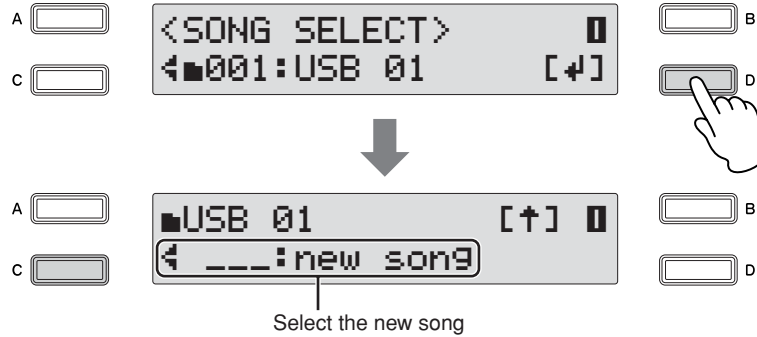 A
<SONG SELECT>
B
C
001:USB 01 [↲]
D
A
USB 01 [↑]
B
C
___:new song
D
Select the new song